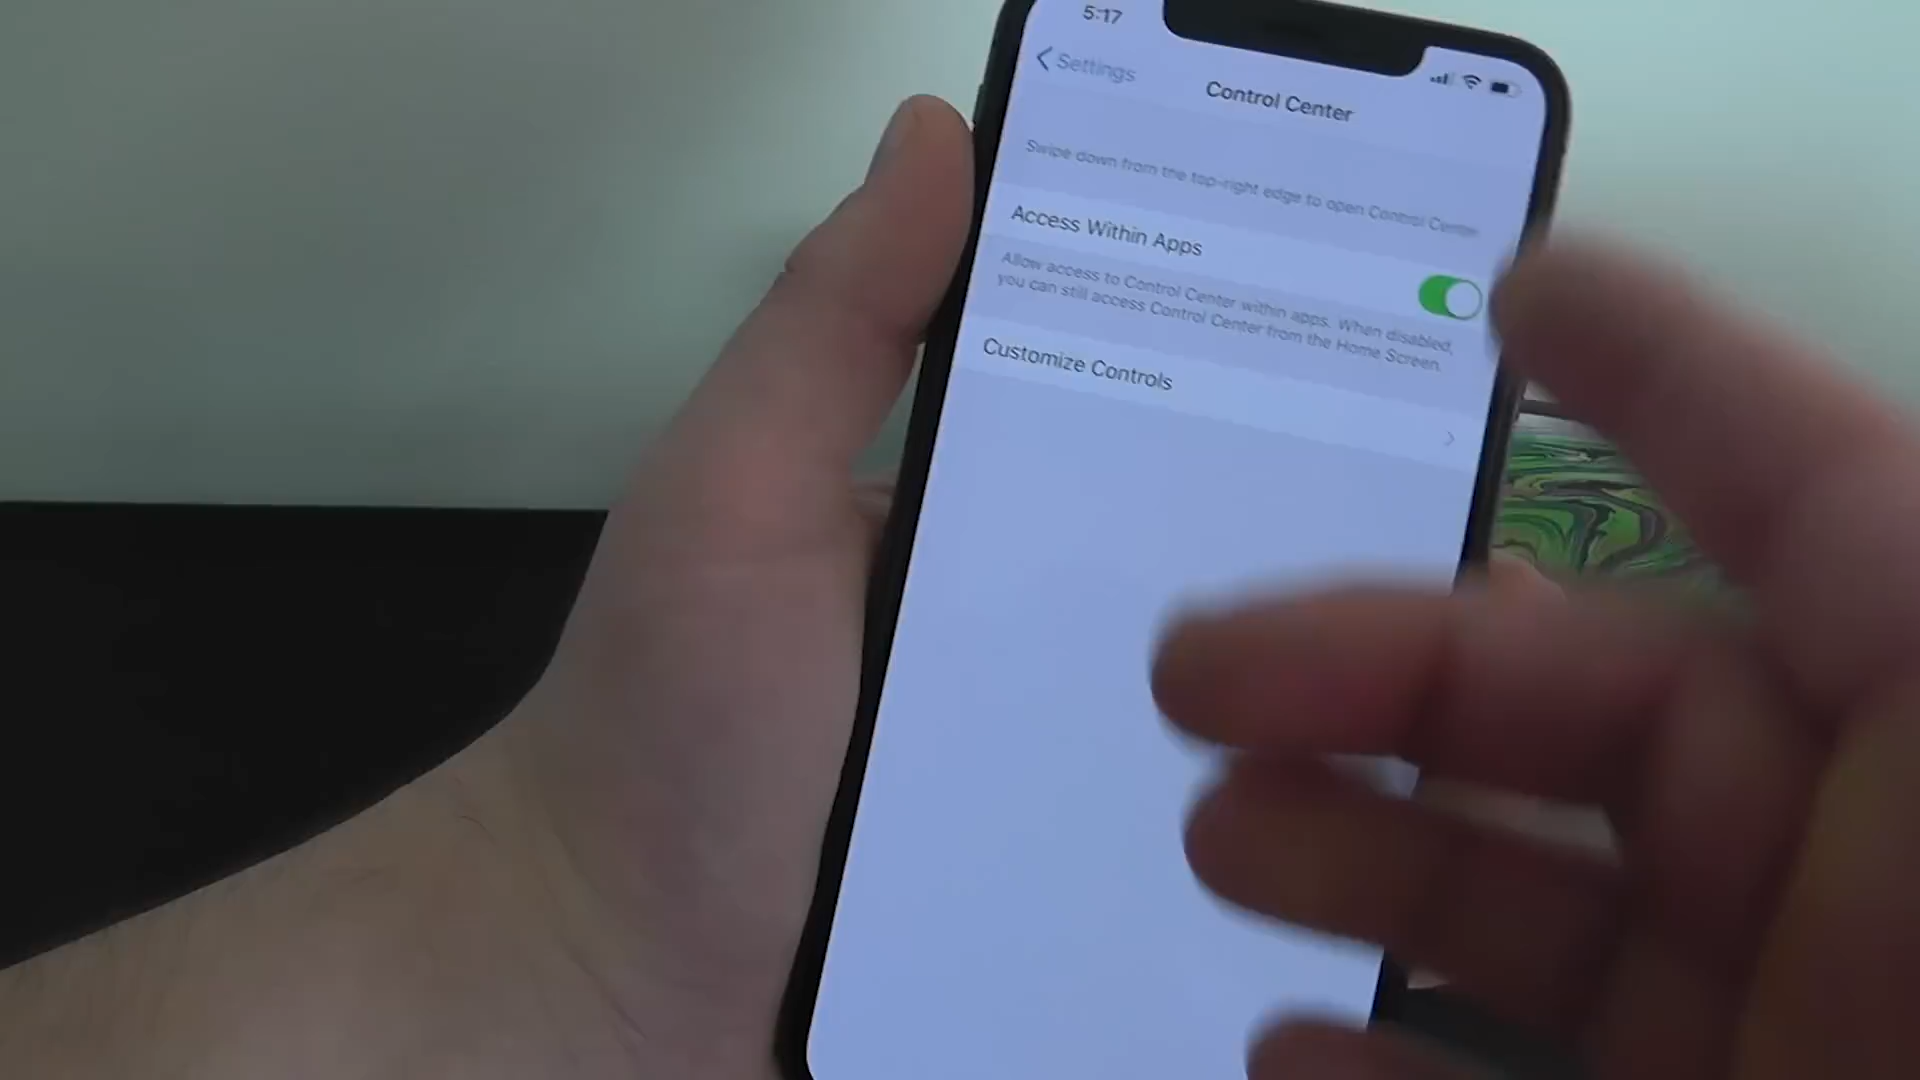 5:17
Settings
Control Center
Swipe down from the top-right edge to open Control Center.
Access Within Apps
Allow access to Control Center within apps. When disabled,
you can still access Control Center from the Home Screen.
Customize Controls